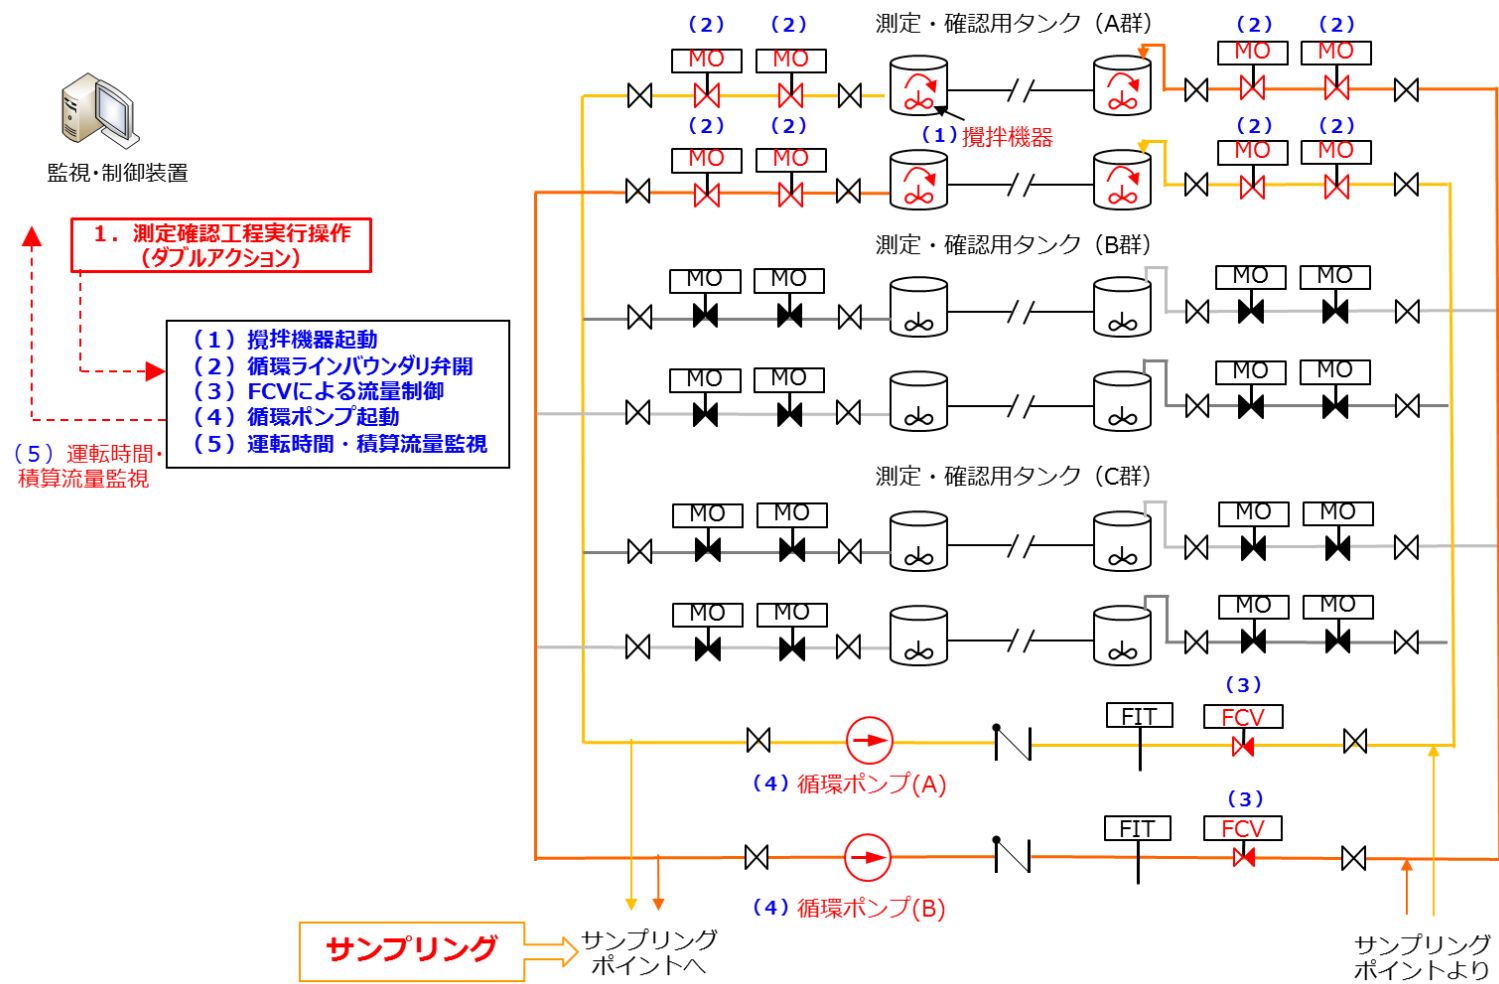 測定・確認用タンク（A群）
（2）
（2）
（2）
（2）
MO
MO
MO
MO
（1）攪拌機器
（2）
（2）
（2）
（2）
MO
MO
MO
MO
監視・制御装置
1．測定確認工程実行操作
（ダブルアクション）
（1）攪拌機器起動
（2）循環ラインバウンダリ弁開
（3）FCVによる流量制御
（4）循環ポンプ起動
（5）運転時間・積算流量監視
（5）運転時間・
積算流量監視
測定・確認用タンク（B群）
MO
MO
MO
MO
MO
MO
MO
MO
測定・確認用タンク（C群）
MO
MO
MO
MO
MO
MO
MO
MO
（3）
FIT
FCV
（4）循環ポンプ(A)
（3）
FIT
FCV
（4）循環ポンプ(B)
サンプリング
サンプリング
ポイントへ
サンプリング
ポイントより